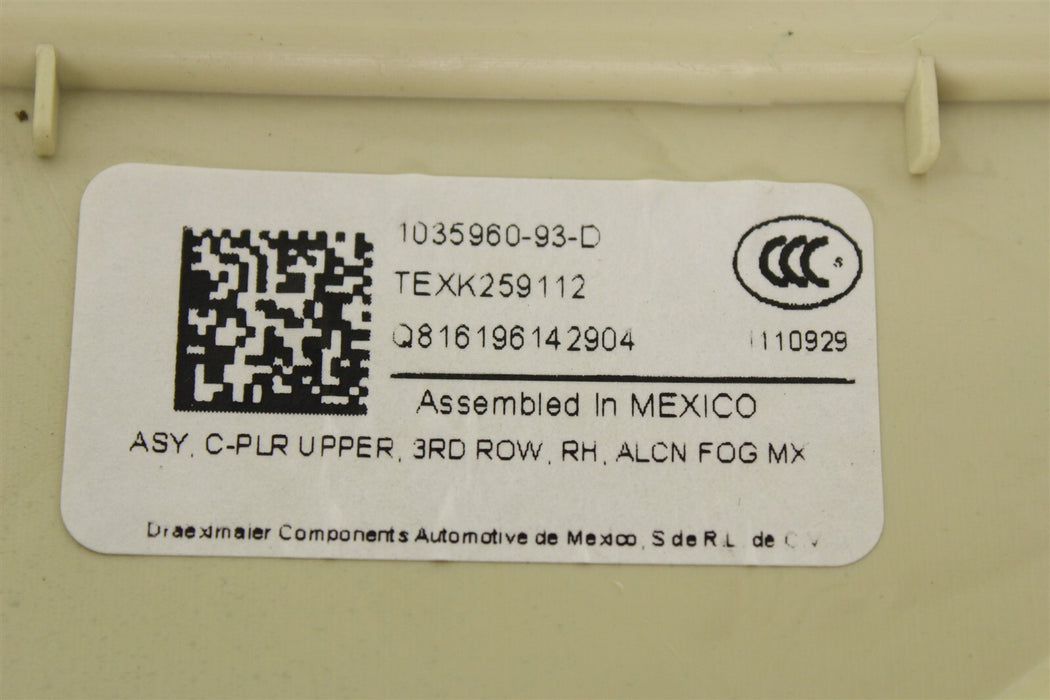 1035960-93-D
CCC S
TEXK259112
Q816196142904
1110929
Assembled In MEXICO
ASY, C-PLR UPPER, 3RD ROW, RH, ALCN FOG MX
Draexlmaier Components Automotive de Mexico, S de R.L. de C.V